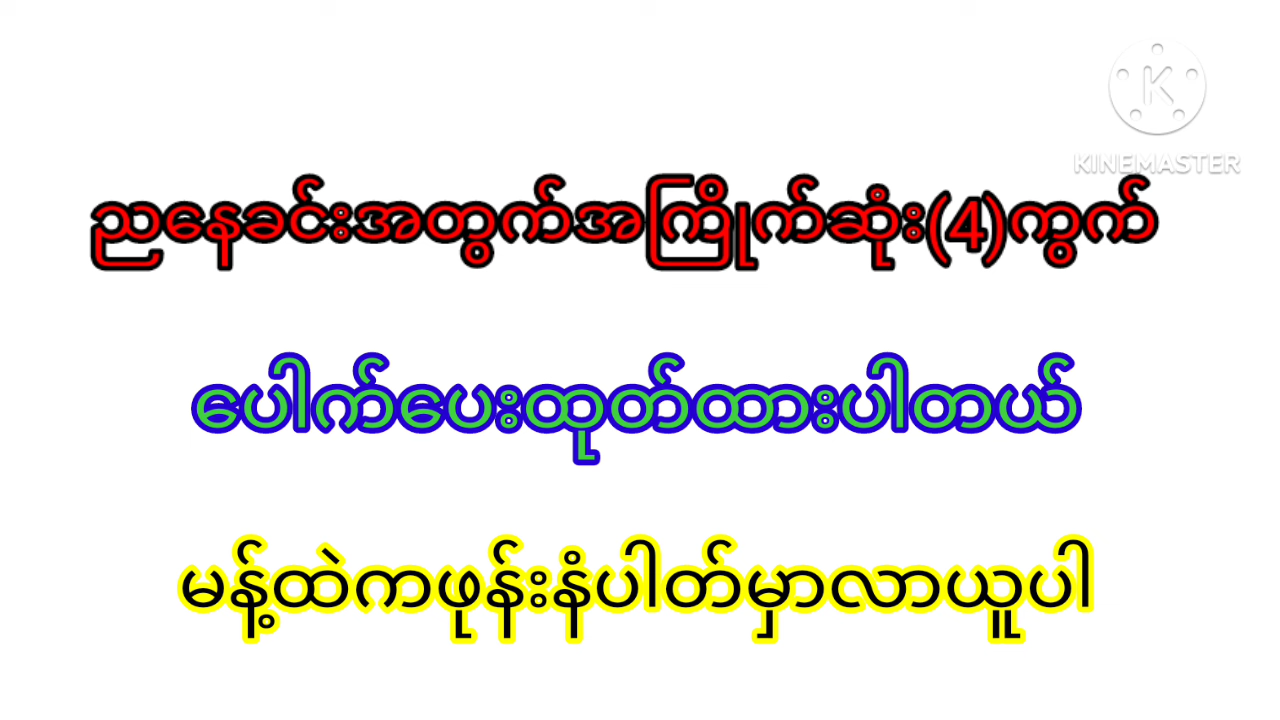 KINEMASTER
ညနေခင်းအတွက်အကြိုက်ဆုံး(4)ကွက်
ပေါက်ပေးထုတ်ထားပါတယ်
မန့်ထဲကဖုန်းနံပါတ်မှာလာယူပါ